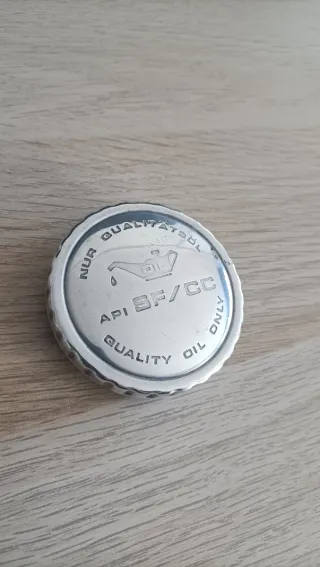 NUR QUALITÄTSÖL
OIL
API SF/CC
QUALITY OIL ONLY